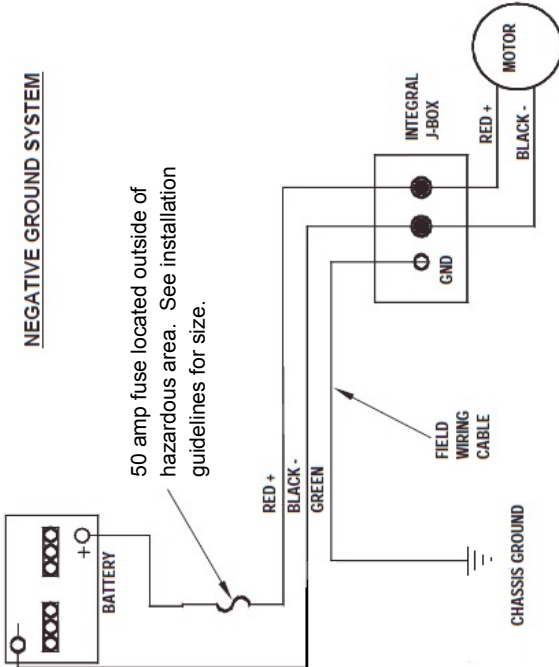 NEGATIVE GROUND SYSTEM
50 amp fuse located outside of
hazardous area. See installation
guidelines for size.
BATTERY
+
-
RED +
BLACK -
GREEN
INTEGRAL
J-BOX
GND
RED +
BLACK -
MOTOR
FIELD
WIRING
CABLE
CHASSIS GROUND